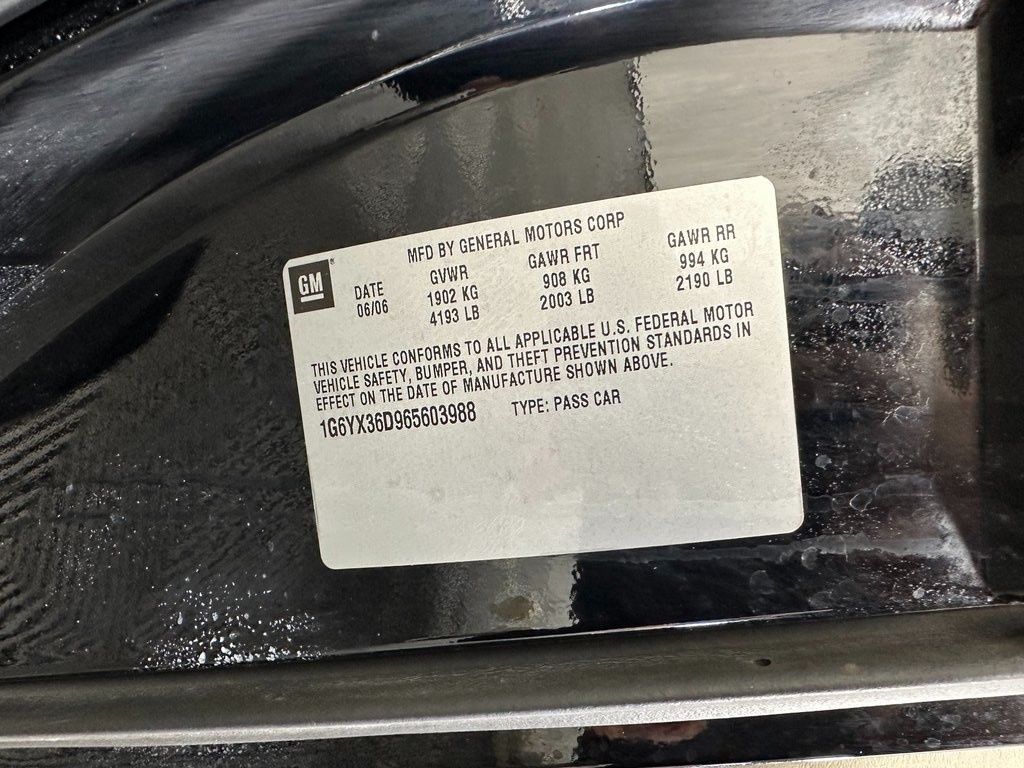 MFD BY GENERAL MOTORS CORP
GM
DATE GVWR GAWR FRT GAWR RR
06/06 1902 KG 908 KG 994 KG
4193 LB 2003 LB 2190 LB
THIS VEHICLE CONFORMS TO ALL APPLICABLE U.S. FEDERAL MOTOR
VEHICLE SAFETY, BUMPER, AND THEFT PREVENTION STANDARDS IN
EFFECT ON THE DATE OF MANUFACTURE SHOWN ABOVE.
1G6YX36D965603988 TYPE: PASS CAR